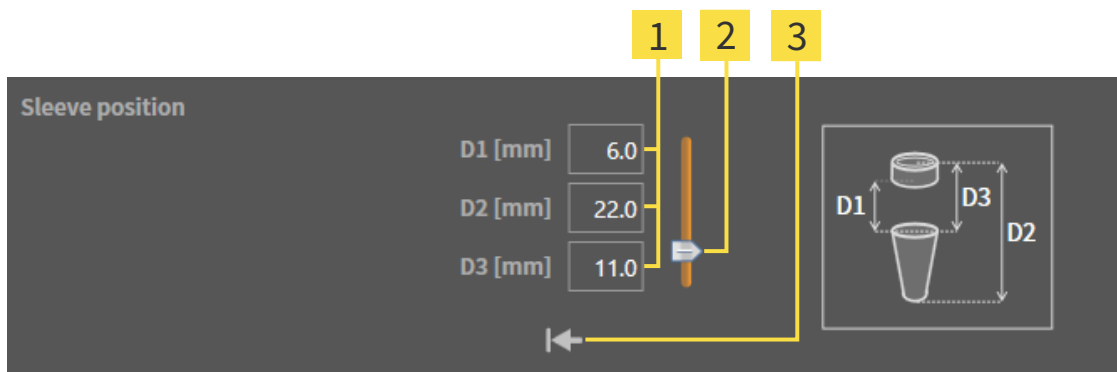 1 2 3
Sleeve position
D1 [mm] 6.0
D2 [mm] 22.0
D3 [mm] 11.0
D1 D3
D2